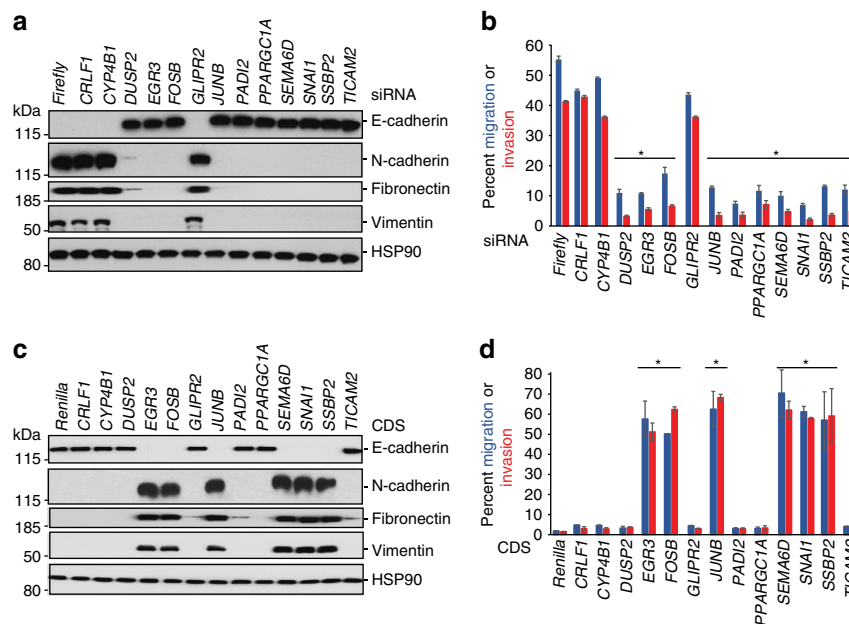 a
Firefly
CRLF1
CYP4B1
DUSP2
EGR3
FOSB
GLIPR2
JUNB
PADI2
PPARGC1A
SEMA6D
SNAI1
SSBP2
TICAM2
siRNA
kDa
115
E-cadherin
115
N-cadherin
185
Fibronectin
50
Vimentin
80
HSP90
b
Percent migration or
invasion
60
50
40
30
20
10
0
*
*
siRNA
Firefly
CRLF1
CYP4B1
DUSP2
EGR3
FOSB
GLIPR2
JUNB
PADI2
PPARGC1A
SEMA6D
SNAI1
SSBP2
TICAM2
c
Renilla
CRLF1
CYP4B1
DUSP2
EGR3
FOSB
GLIPR2
JUNB
PADI2
PPARGC1A
SEMA6D
SNAI1
SSBP2
TICAM2
CDS
kDa
115
E-cadherin
115
N-cadherin
185
Fibronectin
50
Vimentin
80
HSP90
d
Percent migration or
invasion
80
70
60
50
40
30
20
10
0
*
*
*
CDS
Renilla
CRLF1
CYP4B1
DUSP2
EGR3
FOSB
GLIPR2
JUNB
PADI2
PPARGC1A
SEMA6D
SNAI1
SSBP2